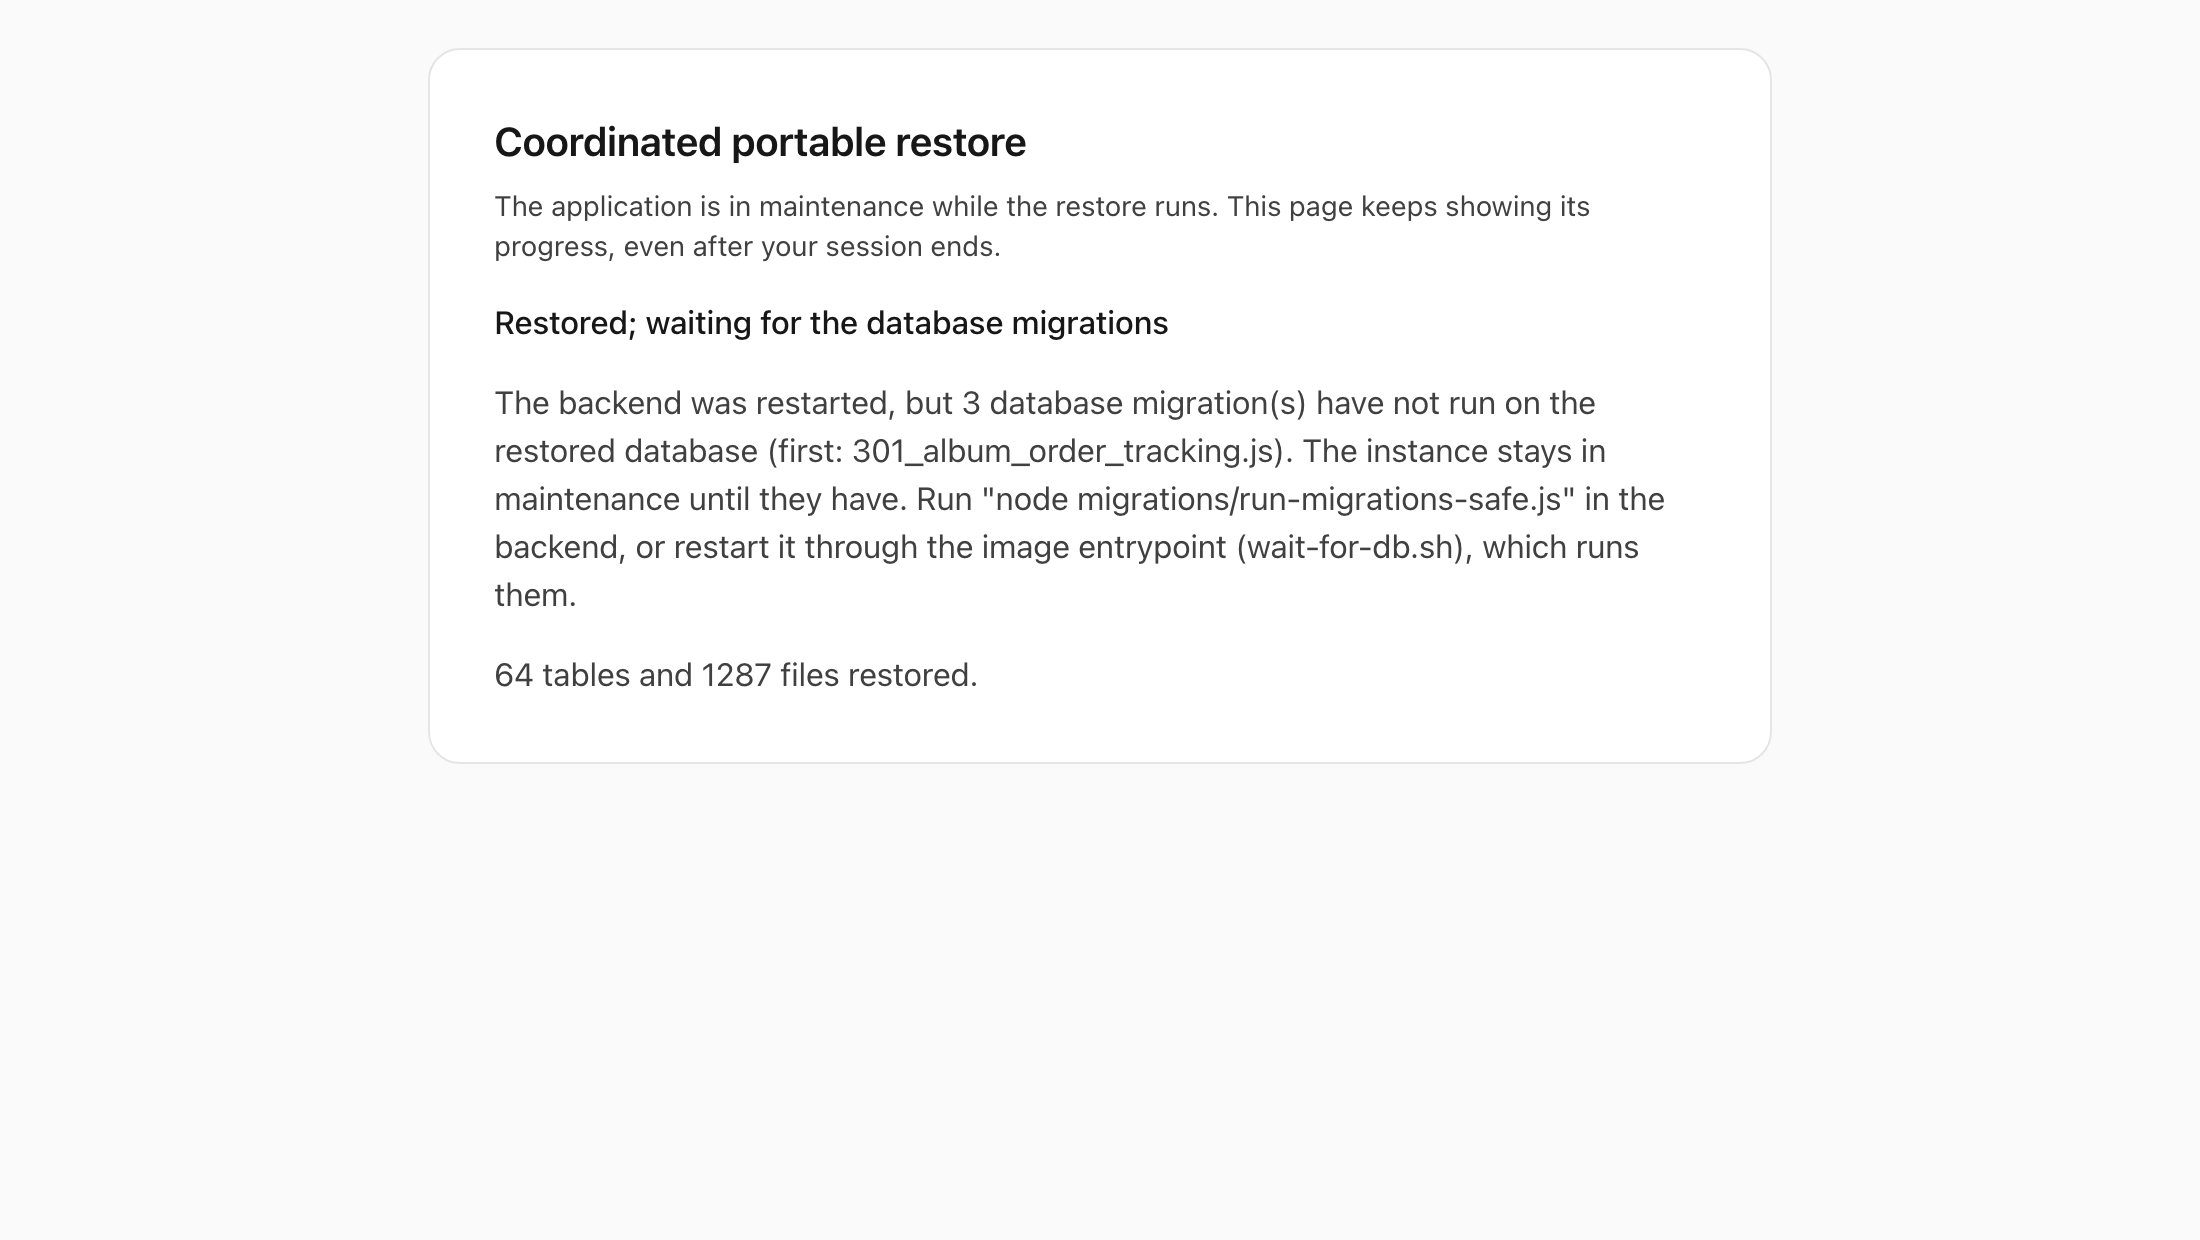 Coordinated portable restore
The application is in maintenance while the restore runs. This page keeps showing its
progress, even after your session ends.
Restored; waiting for the database migrations
The backend was restarted, but 3 database migration(s) have not run on the
restored database (first: 301_album_order_tracking.js). The instance stays in
maintenance until they have. Run "node migrations/run-migrations-safe.js" in the
backend, or restart it through the image entrypoint (wait-for-db.sh), which runs
them.
64 tables and 1287 files restored.